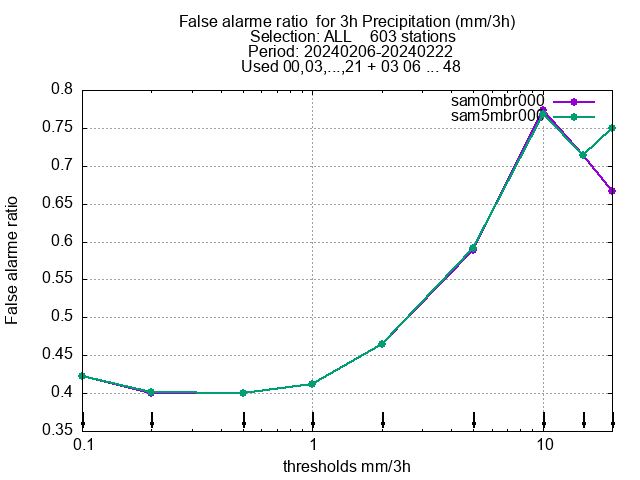 False alarme ratio  for 3h Precipitation (mm/3h)
Selection: ALL    603 stations
Period: 20240206-20240222
Used 00,03,...,21 + 03 06 ... 48
sam0mbr000
sam5mbr000
0.8
0.75
0.7
0.65
0.6
0.55
0.5
0.45
0.4
0.35
False alarme ratio
0.1
1
10
thresholds mm/3h